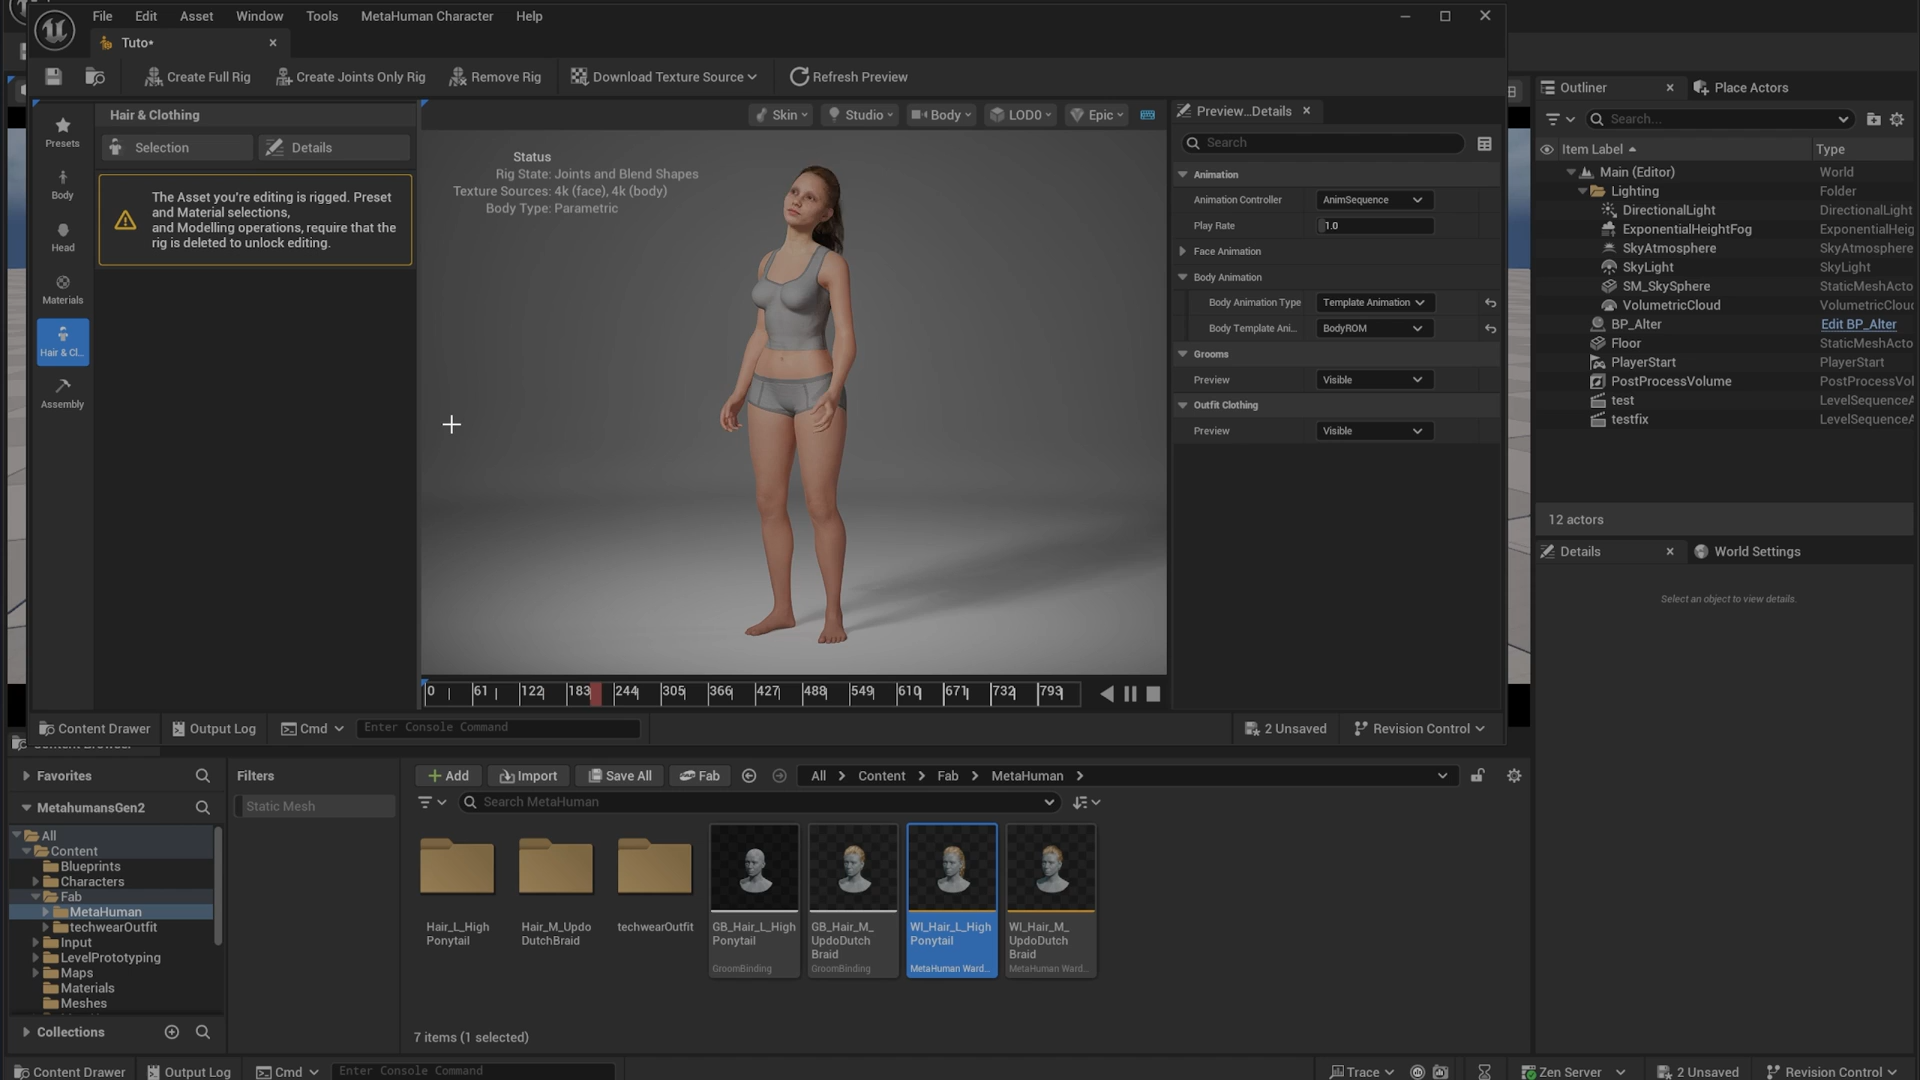 File Edit Asset Window Tools MetaHuman Character Help
Tuto•
Create Full Rig Create Joints Only Rig Remove Rig Download Texture Source Refresh Preview
Presets
Body
Head
Materials
Hair & Cl...
Assembly
Hair & Clothing
Selection Details
The Asset you're editing is rigged. Preset
and Material selections,
and Modelling operations, require that the
rig is deleted to unlock editing.
Skin Studio Body LOD0 Epic
Status
Rig State: Joints and Blend Shapes
Texture Sources: 4k (face), 4k (body)
Body Type: Parametric
0 61 122 183 244 305 366 427 488 549 610 671 732 793
Preview...Details
Search
Animation
Animation Controller AnimSequence
Play Rate 1.0
Face Animation
Body Animation
Body Animation Type Template Animation
Body Template Ani... BodyROM
Grooms
Preview Visible
Outfit Clothing
Preview Visible
Content Drawer Output Log Cmd Enter Console Command 2 Unsaved Revision Control
Outliner Place Actors
Search...
Item Label Type
Main (Editor) World
Lighting Folder
DirectionalLight DirectionalLight
ExponentialHeightFog ExponentialHeig
SkyAtmosphere SkyAtmosphere
SkyLight SkyLight
SM_SkySphere StaticMeshActo
VolumetricCloud VolumetricClouc
BP_Alter Edit BP_Alter
Floor StaticMeshActo
PlayerStart PlayerStart
PostProcessVolume PostProcessVol
test LevelSequenceA
testfix LevelSequenceA
12 actors
Details World Settings
Select an object to view details.
Favorites
MetahumansGen2
All
Content
Blueprints
Characters
Fab
MetaHuman
techwearOutfit
Input
LevelPrototyping
Maps
Materials
Meshes
Collections
Filters
Static Mesh
Add Import Save All Fab All Content Fab MetaHuman
Search MetaHuman
Hair_L_High
Ponytail
Hair_M_Updo
DutchBraid
techwearOutfit
GB_Hair_L_High
Ponytail
GroomBinding
GB_Hair_M_
UpdoDutch
Braid
GroomBinding
WI_Hair_L_High
Ponytail
MetaHuman Ward...
WI_Hair_M_
UpdoDutch
Braid
MetaHuman Ward...
7 items (1 selected)
Content Drawer Output Log Cmd Enter Console Command Trace Zen Server 2 Unsaved Revision Control